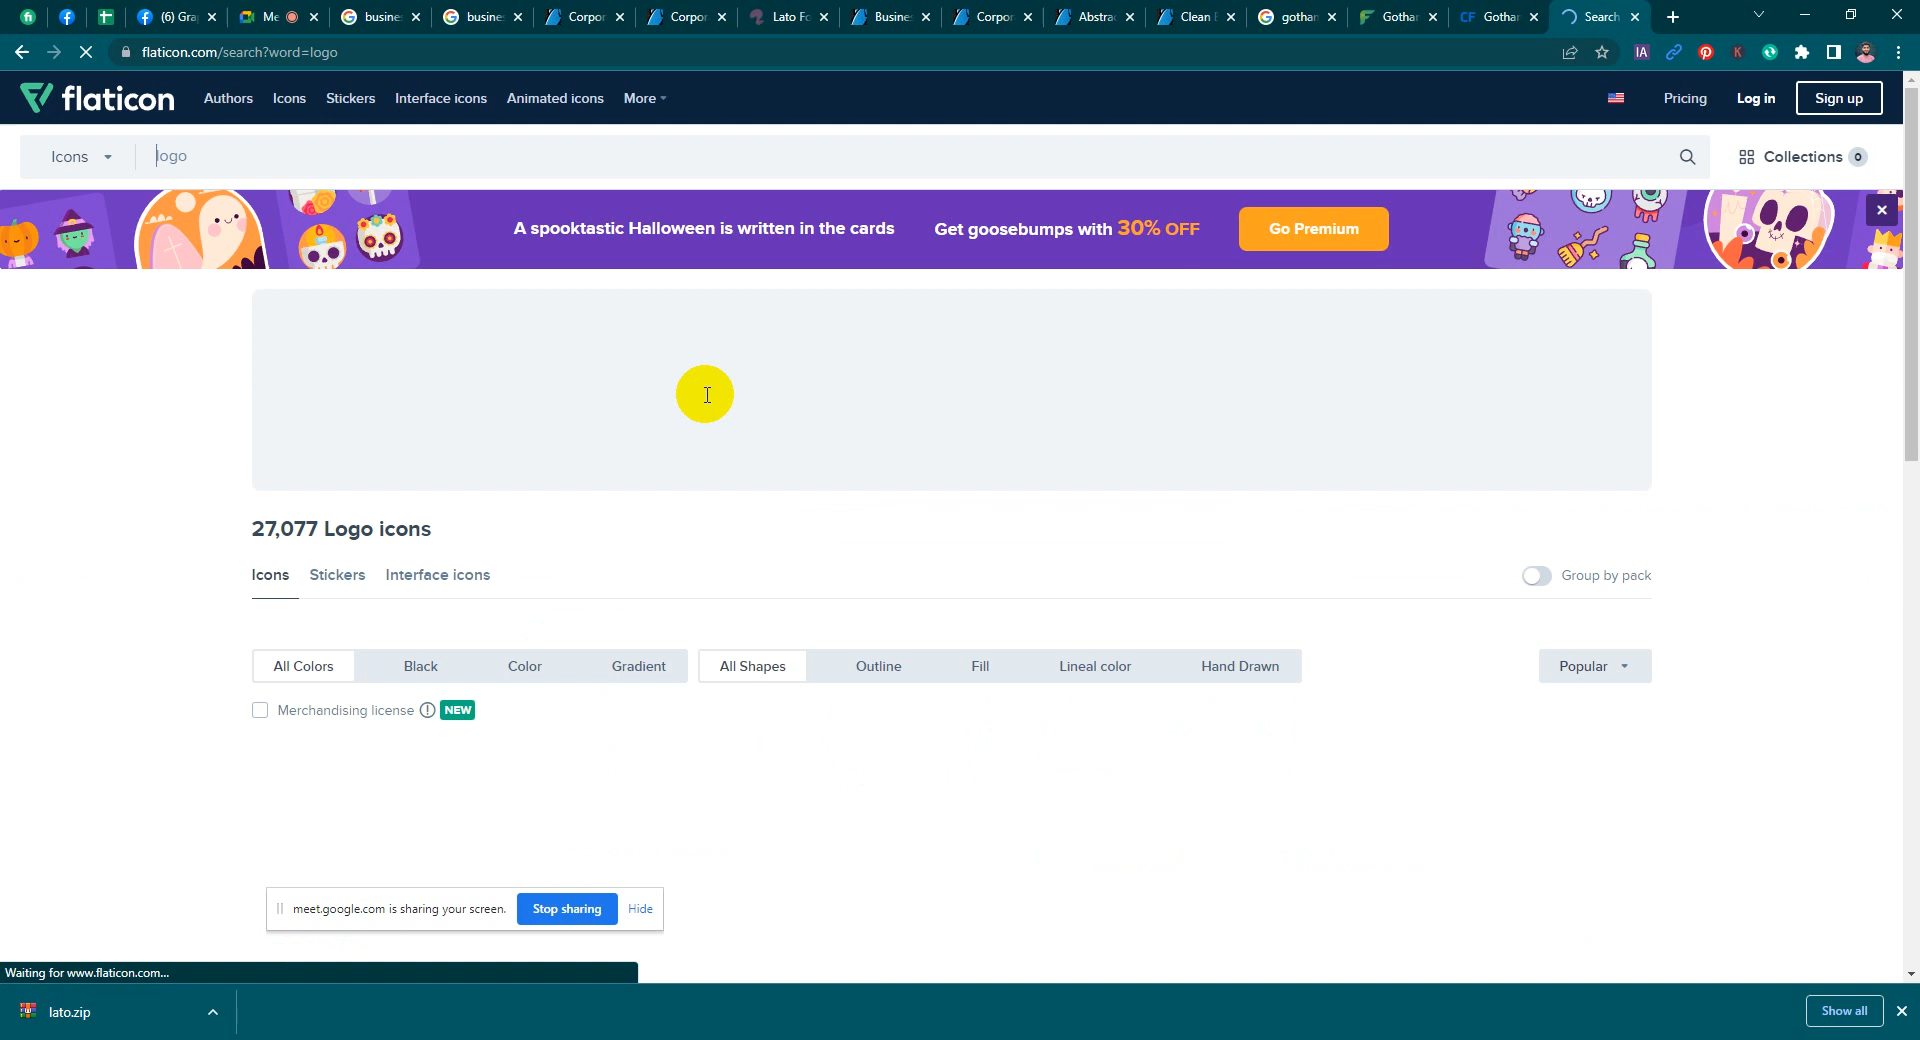 (6) Gra
Me
busine
busine
Corpor
Corpor
Lato Fo
Busine
Corpor
Abstra
Clean
gotham
Gothar
CF Gothar
Search
flaticon.com/search?word=logo
IA
K
flaticon
Authors
Icons
Stickers
Interface icons
Animated icons
More
Pricing
Log in
Sign up
Icons
logo
Collections 0
A spooktastic Halloween is written in the cards
Get goosebumps with 30% OFF
Go Premium
27,077 Logo icons
Icons
Stickers
Interface icons
Group by pack
All Colors
Black
Color
Gradient
All Shapes
Outline
Fill
Lineal color
Hand Drawn
Popular
Merchandising license
NEW
meet.google.com is sharing your screen.
Stop sharing
Hide
Waiting for www.flaticon.com...
lato.zip
Show all